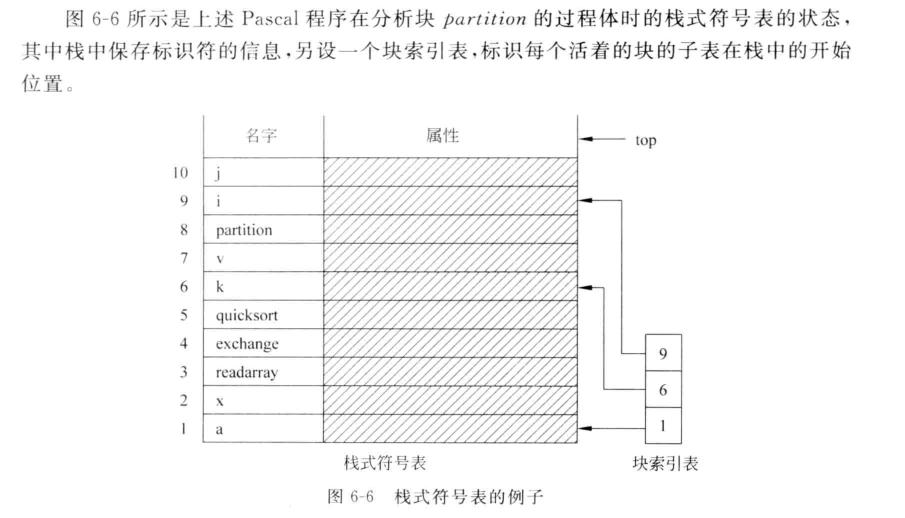 图 6-6 所示是上述 Pascal 程序在分析块 partition 的过程体时的栈式符号表的状态，
其中栈中保存标识符的信息，另设一个块索引表，标识每个活着的块的子表在栈中的开始
位置。
名字 属性 top
10 j
9 i
8 partition
7 v
6 k
5 quicksort
4 exchange
9
3 readarray
6
2 x
1 a 1
栈式符号表 块索引表
图 6-6 栈式符号表的例子